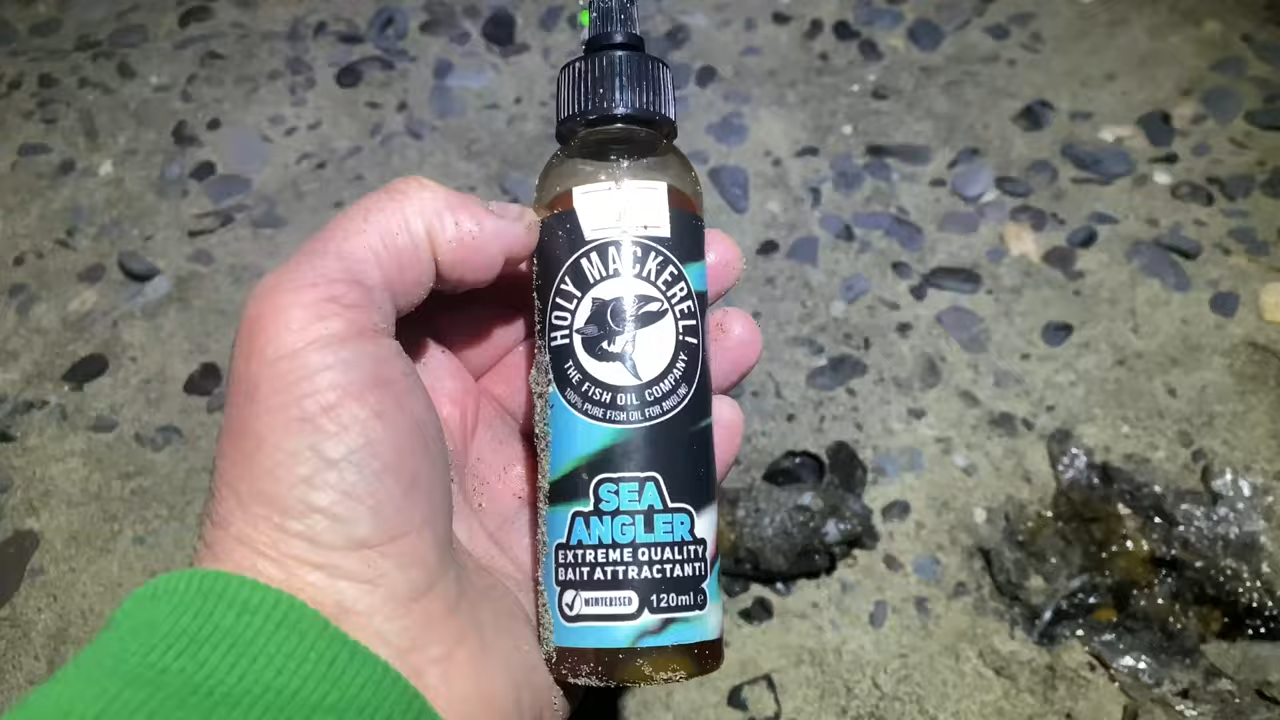 HOLY MACKEREL!
THE FISH OIL COMPANY
100% PURE FISH OIL FOR ANGLING
SEA
ANGLER
EXTREME QUALITY
BAIT ATTRACTANT!
WINTERISED
120ml e